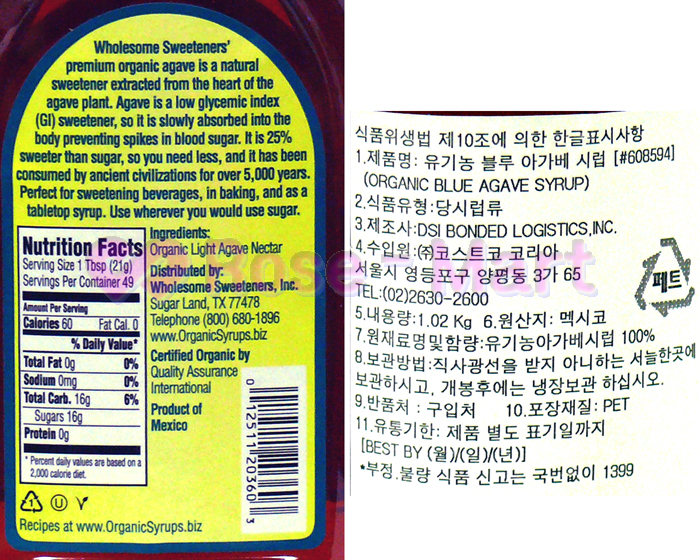 Wholesome Sweeteners'
premium organic agave is a natural
sweetener extracted from the heart of the
agave plant. Agave is a low glycemic index
(GI) sweetener, so it is slowly absorbed into the
body preventing spikes in blood sugar. It is 25%
sweeter than sugar, so you need less, and it has been
consumed by ancient civilizations for over 5,000 years.
Perfect for sweetening beverages, in baking, and as a
tabletop syrup. Use wherever you would use sugar.
Nutrition Facts
Serving Size 1 Tbsp (21g)
Servings Per Container 49
Amount Per Serving
Calories 60 Fat Cal. 0
% Daily Value*
Total Fat 0g 0%
Sodium 0mg 0%
Total Carb. 16g 6%
Sugars 16g
Protein 0g
* Percent daily values are based on a
2,000 calorie diet.
Ingredients:
Organic Light Agave Nectar
Distributed by:
Wholesome Sweeteners, Inc.
Sugar Land, TX 77478
Telephone (800) 680-1896
www.OrganicSyrups.biz
Certified Organic by
Quality Assurance
International
Product of
Mexico
0 12511 20360 3
1 U V
Recipes at www.OrganicSyrups.biz
식품위생법 제10조에 의한 한글표시사항
1.제품명: 유기농 블루 아가베 시럽 [#608594]
(ORGANIC BLUE AGAVE SYRUP)
2.식품유형:당시럽류
3.제조사:DSI BONDED LOGISTICS,INC.
4.수입원:㈜코스트코 코리아
서울시 영등포구 양평동 3가 65
TEL:(02)2630-2600
5.내용량:1.02 Kg 6.원산지: 멕시코
7.원재료명및함량:유기농아가베시럽 100%
8.보관방법:직사광선을 받지 아니하는 서늘한곳에
보관하시고, 개봉후에는 냉장보관 하십시오.
9.반품처 : 구입처 10.포장재질: PET
11.유통기한: 제품 별도 표기일까지
[BEST BY (월)/(일)/(년)]
*부정.불량 식품 신고는 국번없이 1399
페트
Rosen Mart